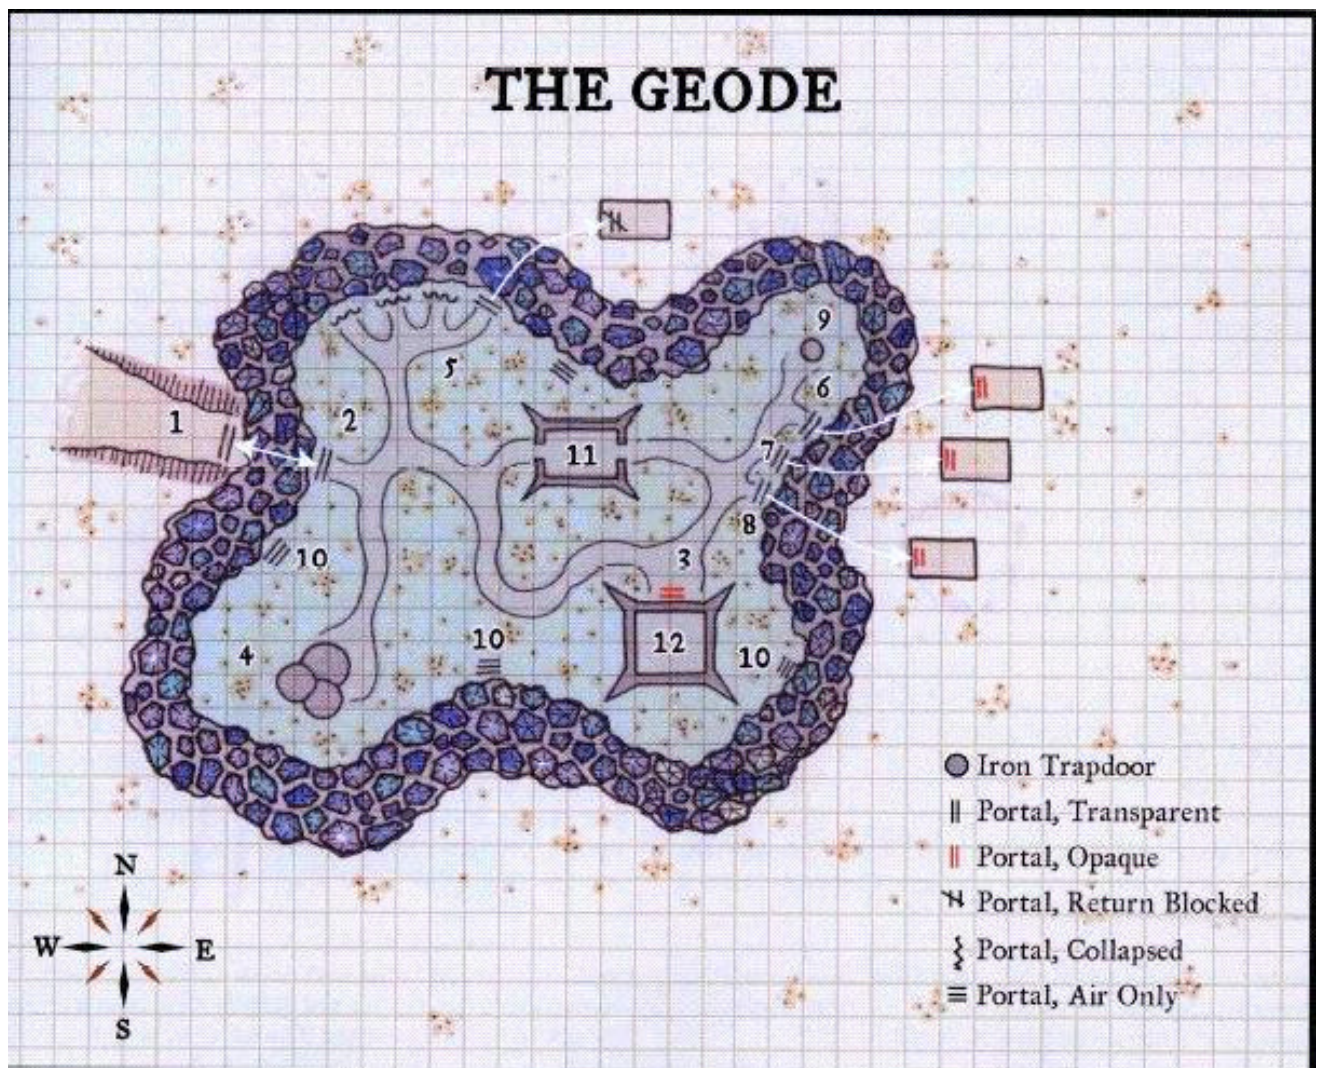 THE GEODE
9
5
6
1
2
11
7
8
10
3
4
10
12
10
Iron Trapdoor
Portal, Transparent
Portal, Opaque
Portal, Return Blocked
Portal, Collapsed
Portal, Air Only
N
W E
S